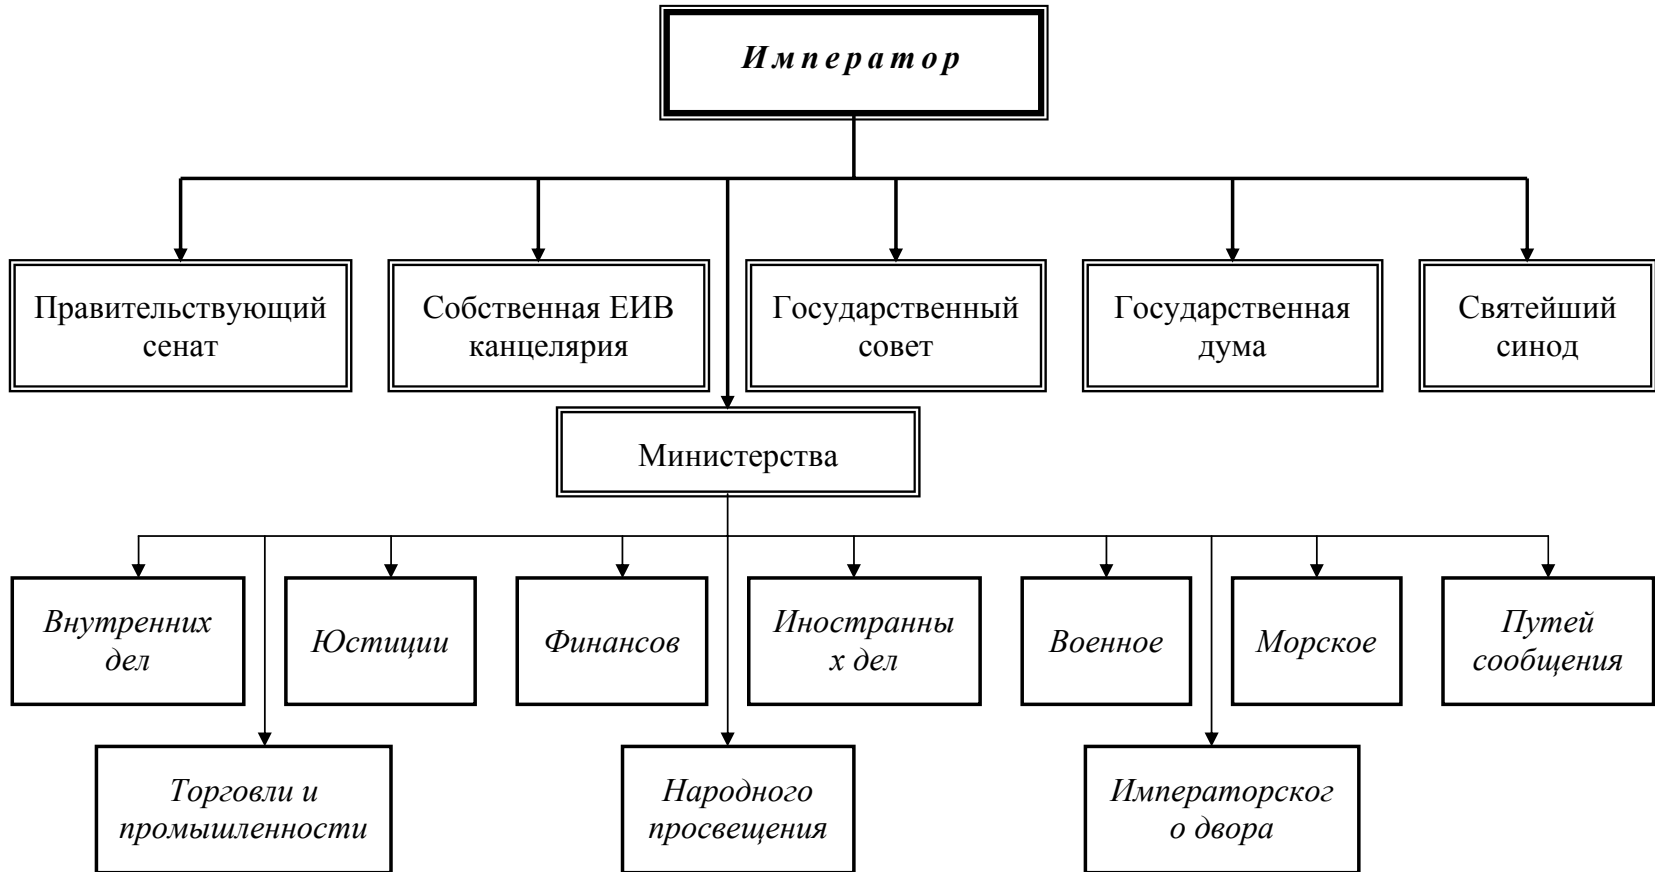 Император
Правительствующий
сенат
Собственная ЕИВ
канцелярия
Государственный
совет
Государственная
дума
Святейший
синод
Министерства
Внутренних
дел
Юстиции
Финансов
Иностранны
х дел
Военное
Морское
Путей
сообщения
Торговли и
промышленности
Народного
просвещения
Императорског
о двора